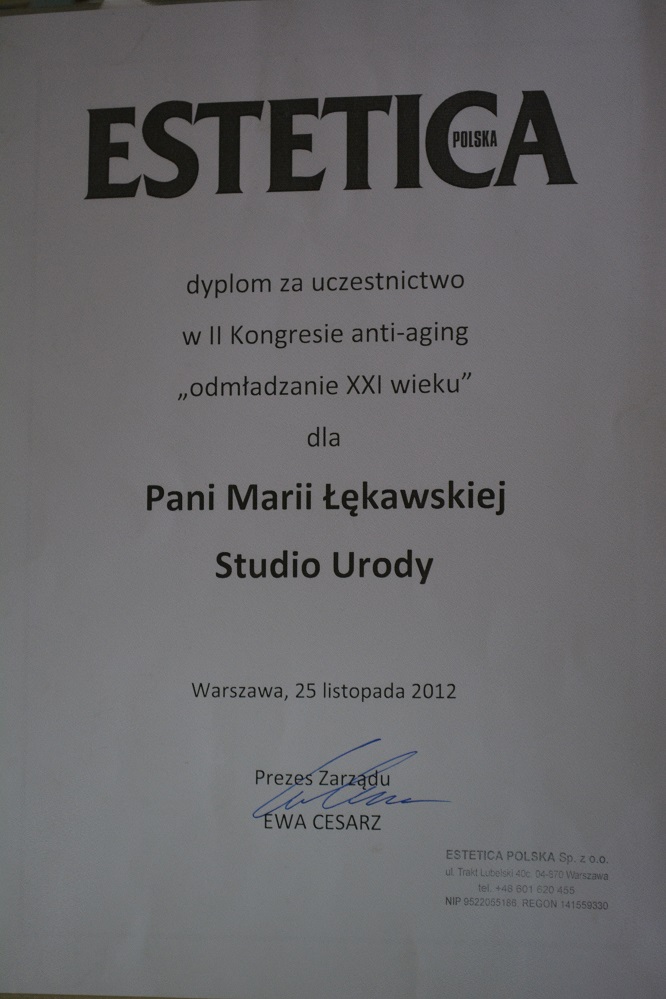 ESTETICA
POLSKA
dyplom za uczestnictwo
w II Kongresie anti-aging
„odmładzanie XXI wieku”
dla
Pani Marii Łękawskiej
Studio Urody
Warszawa, 25 listopada 2012
Prezes Zarządu
EWA CESARZ
ESTETICA POLSKA Sp. z o.o.
ul. Trakt Lubelski 40c, 04-870 Warszawa
tel. +48 601 620 455
NIP 9522055186, REGON 141559330